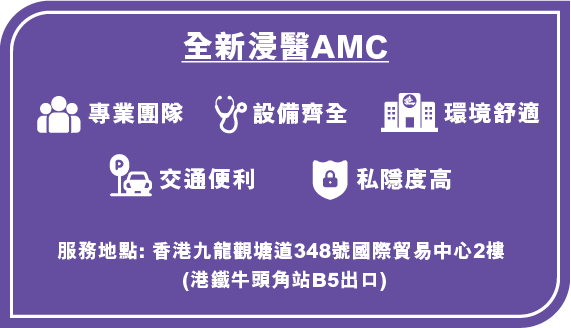 全新浸醫AMC
專業團隊 設備齊全 環境舒適
P 交通便利 私隱度高
服務地點: 香港九龍觀塘道348號國際貿易中心2樓
(港鐵牛頭角站B5出口)